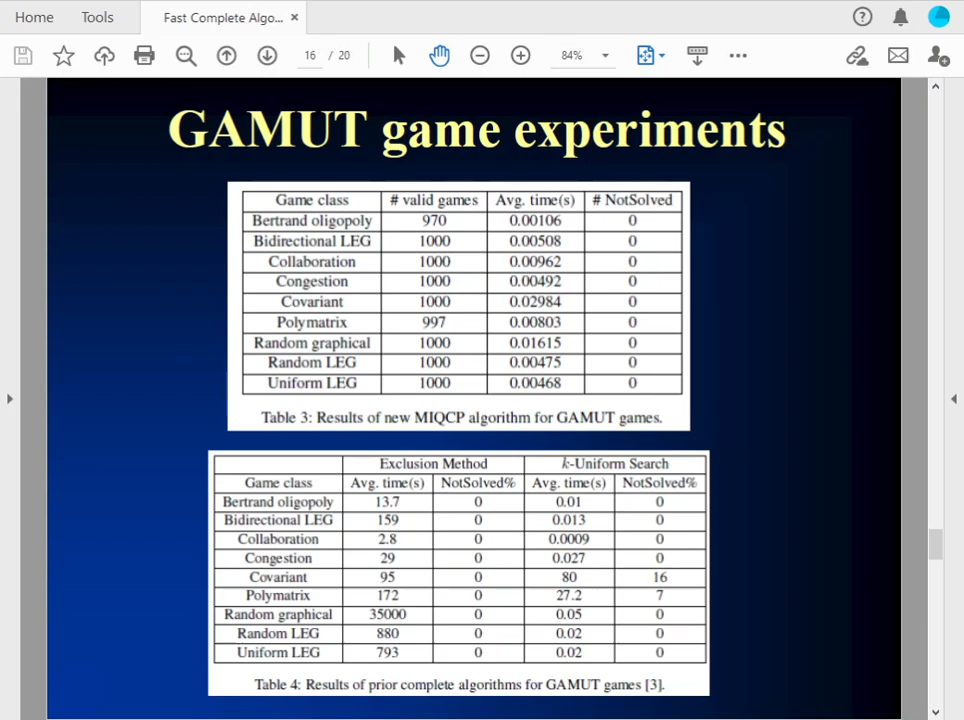 Home Tools Fast Complete Algo... ×
16 / 20 84%
GAMUT game experiments
Game class # valid games Avg. time(s) # NotSolved
Bertrand oligopoly 970 0.00106 0
Bidirectional LEG 1000 0.00508 0
Collaboration 1000 0.00962 0
Congestion 1000 0.00492 0
Covariant 1000 0.02984 0
Polymatrix 997 0.00803 0
Random graphical 1000 0.01615 0
Random LEG 1000 0.00475 0
Uniform LEG 1000 0.00468 0
Table 3: Results of new MIQCP algorithm for GAMUT games.
Exclusion Method k-Uniform Search
Game class Avg. time(s) NotSolved% Avg. time(s) NotSolved%
Bertrand oligopoly 13.7 0 0.01 0
Bidirectional LEG 159 0 0.013 0
Collaboration 2.8 0 0.0009 0
Congestion 29 0 0.027 0
Covariant 95 0 80 16
Polymatrix 172 0 27.2 7
Random graphical 35000 0 0.05 0
Random LEG 880 0 0.02 0
Uniform LEG 793 0 0.02 0
Table 4: Results of prior complete algorithms for GAMUT games [3].